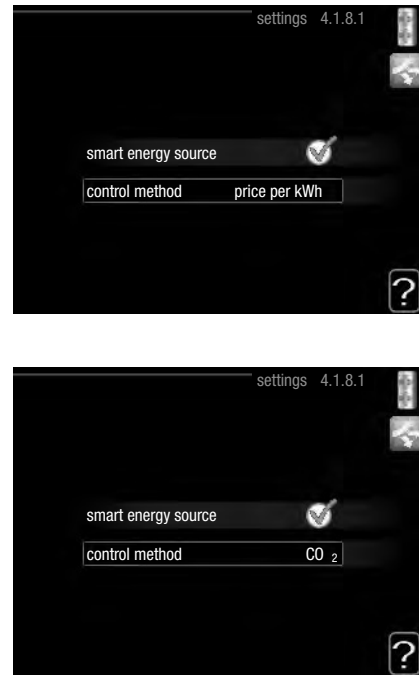 settings 4.1.8.1
smart energy source
control method price per kWh
?
settings 4.1.8.1
smart energy source
control method CO 2
?